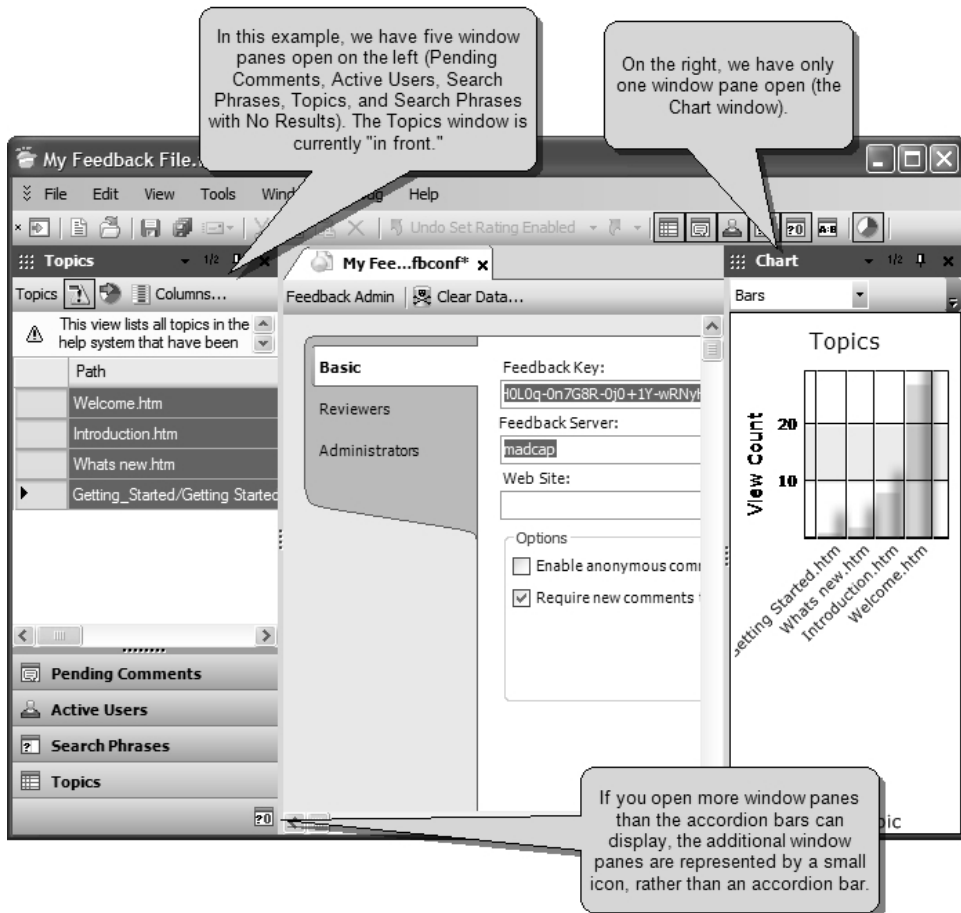 In this example, we have five window
panes open on the left (Pending
Comments, Active Users, Search
Phrases, Topics, and Search Phrases
with No Results). The Topics window is
currently "in front."
On the right, we have only
one window pane open (the
Chart window).
My Feedback File...
File Edit View Tools Help
Undo Set Rating Enabled
Topics 1/2
Topics Columns...
This view lists all topics in the
help system that have been
Path
Welcome.htm
Introduction.htm
Whats new.htm
Getting_Started/Getting Started
Pending Comments
Active Users
Search Phrases
Topics
?0
My Fee...fbconf*
Feedback Admin Clear Data...
Basic
Reviewers
Administrators
Feedback Key:
Feedback Server:
madcap
Web Site:
Options
Enable anonymous com
Require new comments
Chart 1/2
Bars
Topics
View Count
20
10
Getting Started.htm
Whats new.htm
Introduction.htm
Welcome.htm
If you open more window panes
than the accordion bars can
display, the additional window
panes are represented by a small
icon, rather than an accordion bar.